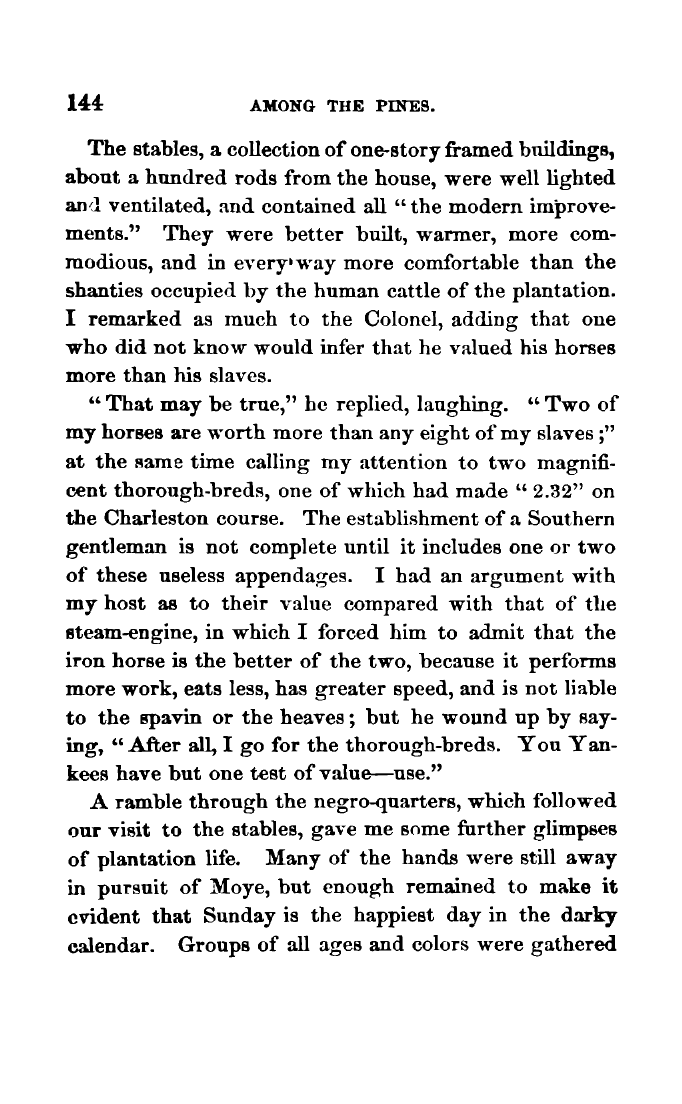 144 AMONG THE PINES.
The stables, a collection of one-story framed buildings,
about a hundred rods from the house, were well lighted
and ventilated, and contained all “ the modern improve-
ments.” They were better built, warmer, more com-
modious, and in every way more comfortable than the
shanties occupied by the human cattle of the plantation.
I remarked as much to the Colonel, adding that one
who did not know would infer that he valued his horses
more than his slaves.
“ That may be true,” he replied, laughing. “ Two of
my horses are worth more than any eight of my slaves ;”
at the same time calling my attention to two magnifi-
cent thorough-breds, one of which had made “ 2.32” on
the Charleston course. The establishment of a Southern
gentleman is not complete until it includes one or two
of these useless appendages. I had an argument with
my host as to their value compared with that of the
steam-engine, in which I forced him to admit that the
iron horse is the better of the two, because it performs
more work, eats less, has greater speed, and is not liable
to the spavin or the heaves ; but he wound up by say-
ing, “ After all, I go for the thorough-breds. You Yan-
kees have but one test of value—use.”
A ramble through the negro-quarters, which followed
our visit to the stables, gave me some further glimpses
of plantation life. Many of the hands were still away
in pursuit of Moye, but enough remained to make it
evident that Sunday is the happiest day in the darky
calendar. Groups of all ages and colors were gathered